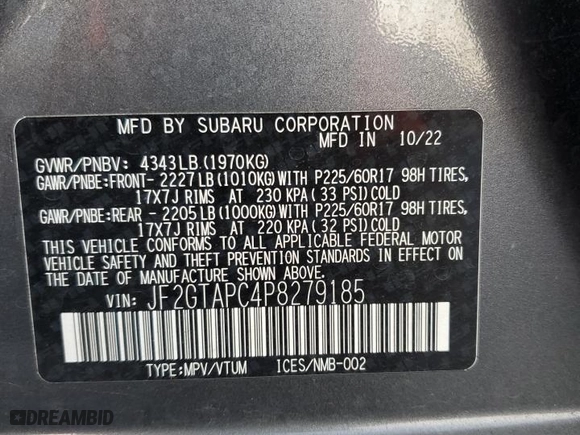 MFD BY SUBARU CORPORATION
MFD IN 10/22
GVWR/PNBV: 4343LB(1970KG)
GAWR/PNBE:FRONT- 2227LB(1010KG)WITH P225/60R17 98H TIRES,
17X7J RIMS AT 230 KPA(33 PSI)COLD
GAWR/PNBE:REAR - 2205LB(1000KG)WITH P225/60R17 98H TIRES,
17X7J RIMS AT 220 KPA(32 PSI)COLD
THIS VEHICLE CONFORMS TO ALL APPLICABLE FEDERAL MOTOR
VEHICLE SAFETY AND THEFT PREVENTION STANDARDS IN EFFECT
ON THE DATE OF MANUFACTURE SHOWN ABOVE.
VIN: JF2GTAPC4P8279185
TYPE:MPV/VTUM ICES/NMB-002
DREAMBID